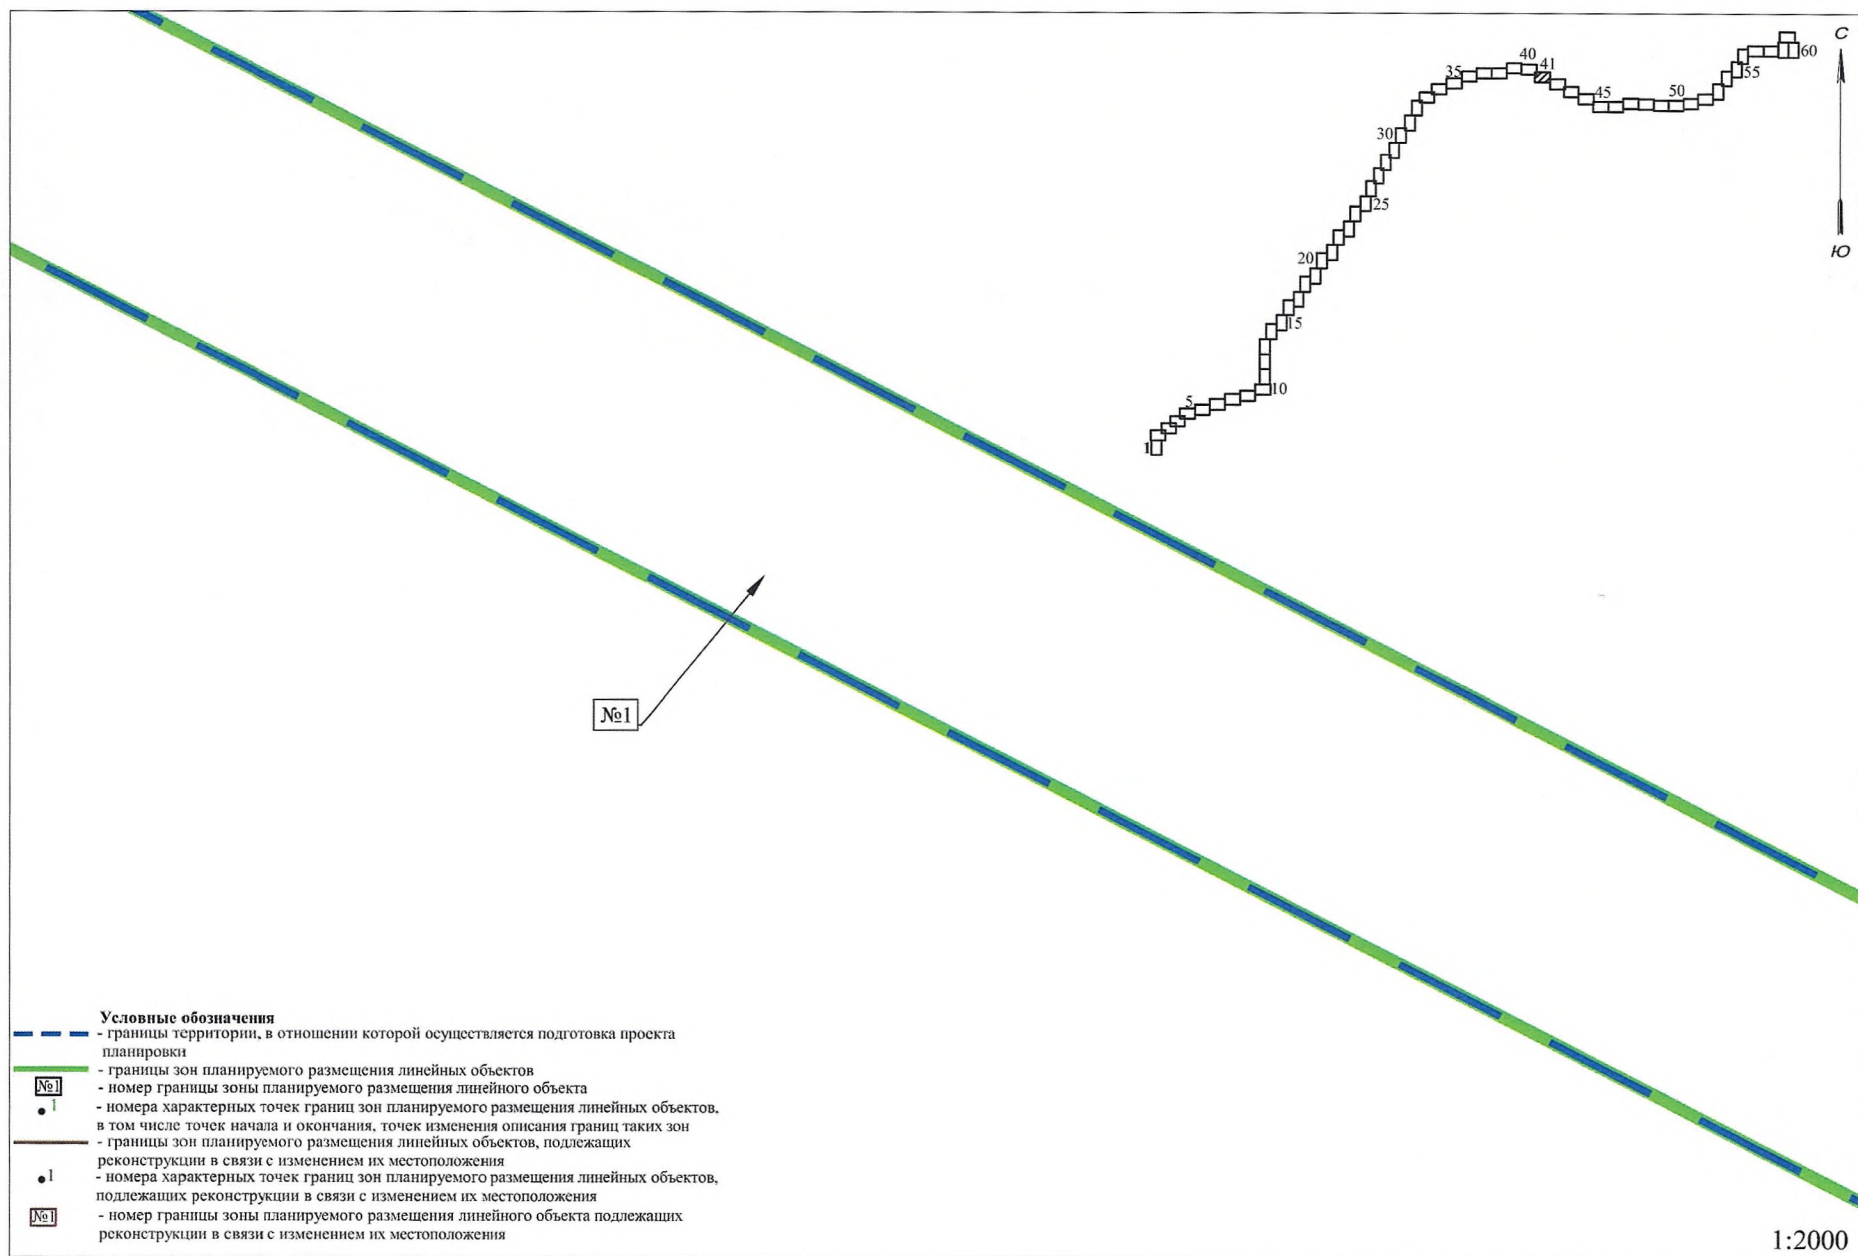 С
Ю
40
41
35
45
50
55
60
30
25
20
15
10
5
1
№1
Условные обозначения
- границы территории, в отношении которой осуществляется подготовка проекта
планировки
- границы зон планируемого размещения линейных объектов
№1 - номер границы зоны планируемого размещения линейного объекта
1 - номера характерных точек границ зон планируемого размещения линейных объектов,
в том числе точек начала и окончания, точек изменения описания границ таких зон
- границы зон планируемого размещения линейных объектов, подлежащих
реконструкции в связи с изменением их местоположения
1 - номера характерных точек границ зон планируемого размещения линейных объектов,
подлежащих реконструкции в связи с изменением их местоположения
№1 - номер границы зоны планируемого размещения линейного объекта подлежащих
реконструкции в связи с изменением их местоположения
1:2000